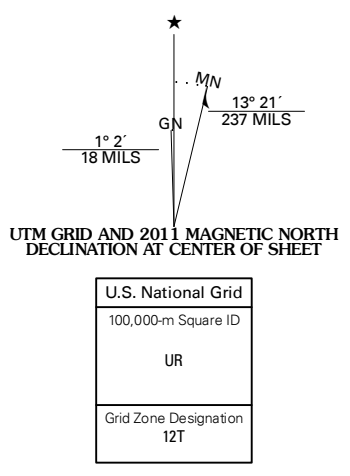 ★
MN
GN
13° 21´
237 MILS
1° 2´
18 MILS
UTM GRID AND 2011 MAGNETIC NORTH
DECLINATION AT CENTER OF SHEET
U.S. National Grid
100,000-m Square ID
UR
Grid Zone Designation
12T